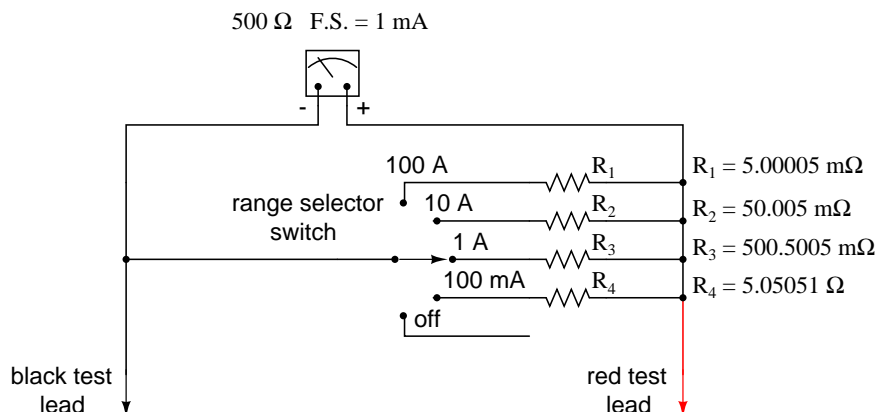 500 Ω F.S. = 1 mA
- +
100 A R1 R1 = 5.00005 mΩ
range selector
switch
10 A R2 R2 = 50.005 mΩ
1 A R3 R3 = 500.5005 mΩ
100 mA R4 R4 = 5.05051 Ω
off
black test
lead
red test
lead